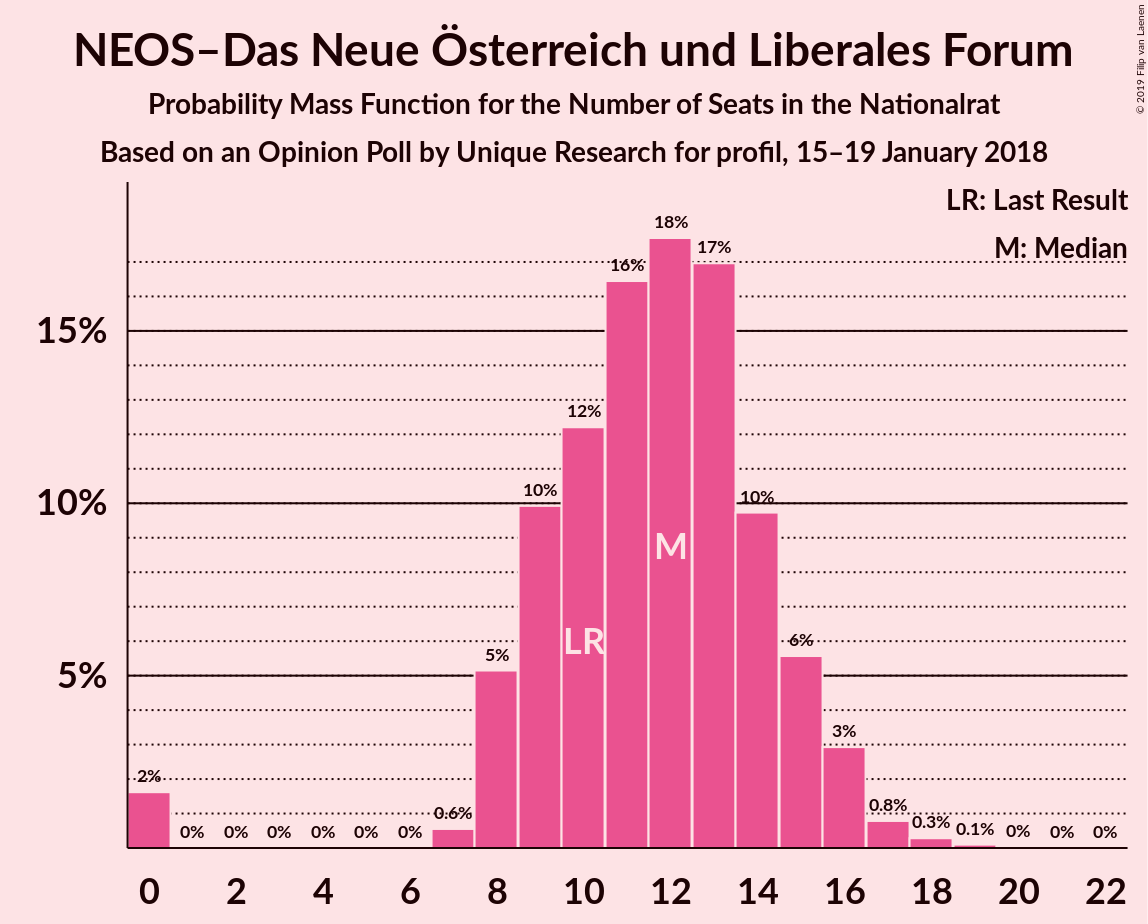 NEOS–Das Neue Österreich und Liberales Forum
Probability Mass Function for the Number of Seats in the Nationalrat
Based on an Opinion Poll by Unique Research for profil, 15–19 January 2018
© 2019 Filip van Laenen
LR: Last Result
M: Median
18%
17%
16%
15%
12%
10%
10%
10%
M
6%
LR
5%
5%
3%
2%
0.8%
0.6%
0.3%
0.1%
0% 0% 0% 0% 0% 0% 0% 0% 0%
0 2 4 6 8 10 12 14 16 18 20 22